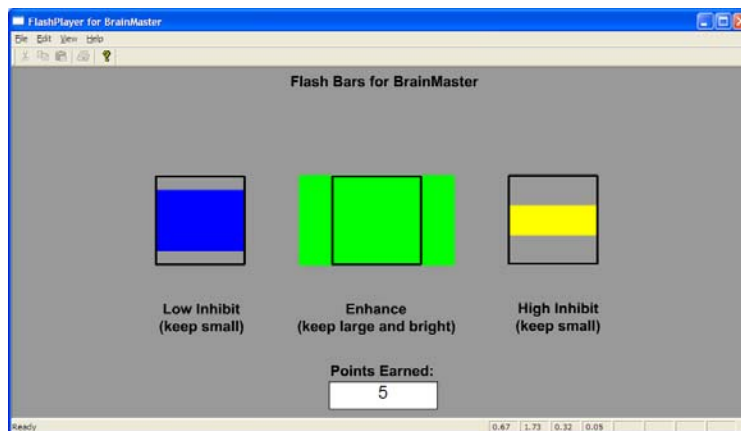 FlashPlayer for BrainMaster
File Edit View Help
Flash Bars for BrainMaster
Low Inhibit
(keep small)
Enhance
(keep large and bright)
High Inhibit
(keep small)
Points Earned:
5
Ready 0.67 1.73 0.32 0.05